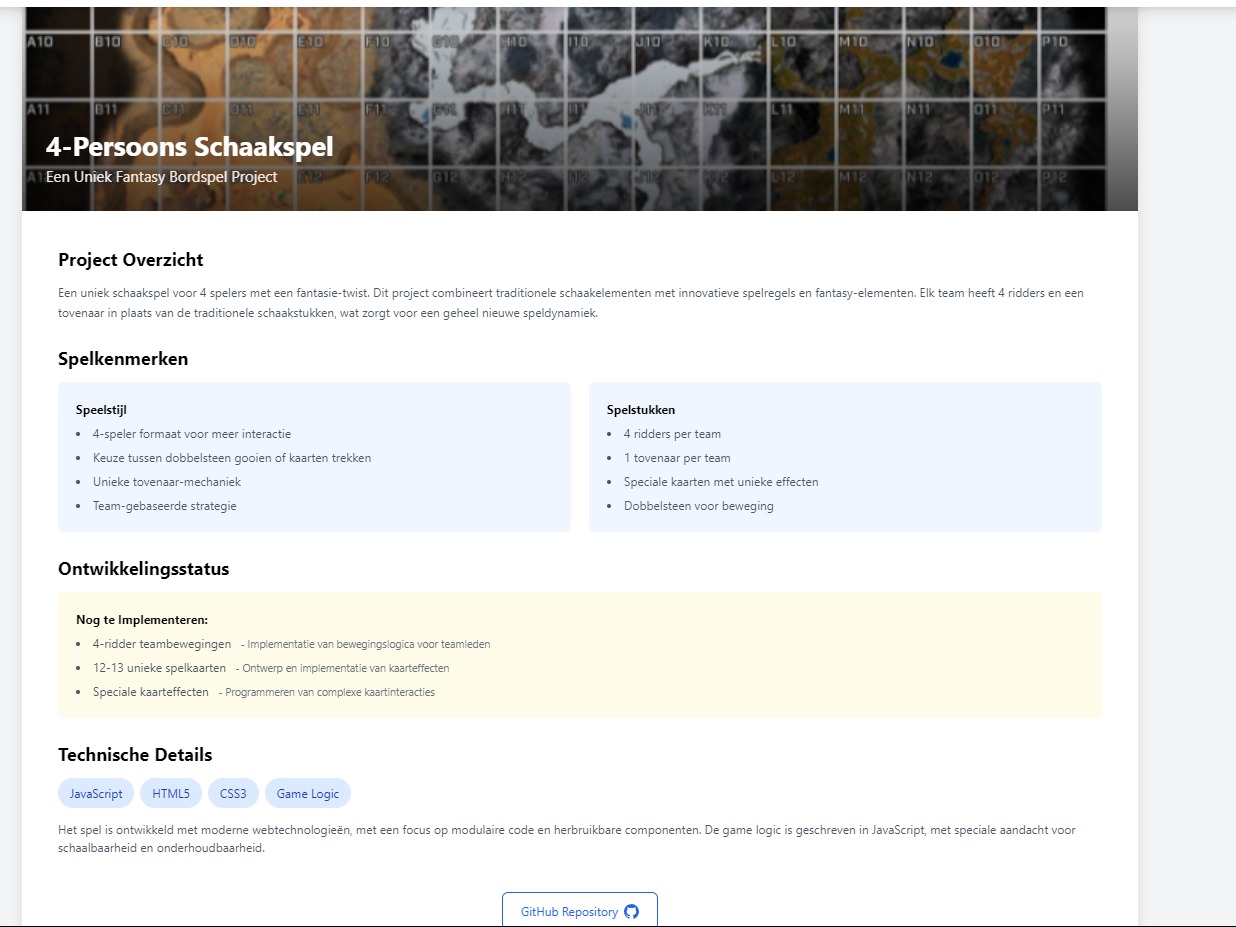 A10 B10 C10 D10 E10 F10 G10 H10 I10 J10 K10 L10 M10 N10 O10 P10
A11 B11 C11 D11 E11 F11 G11 H11 I11 J11 K11 L11 M11 N11 O11 P11
4-Persoons Schaakspel
Een Uniek Fantasy Bordspel Project
E12 F12 G12 H12 I12 J12 K12 L12 M12 N12 O12 P12
Project Overzicht
Een uniek schaakspel voor 4 spelers met een fantasie-twist. Dit project combineert traditionele schaakelementen met innovatieve spelregels en fantasy-elementen. Elk team heeft 4 ridders en een
tovenaar in plaats van de traditionele schaakstukken, wat zorgt voor een geheel nieuwe speldynamiek.
Spelkenmerken
Speelstijl
• 4-speler formaat voor meer interactie
• Keuze tussen dobbelsteen gooien of kaarten trekken
• Unieke tovenaar-mechaniek
• Team-gebaseerde strategie
Spelstukken
• 4 ridders per team
• 1 tovenaar per team
• Speciale kaarten met unieke effecten
• Dobbelsteen voor beweging
Ontwikkelingsstatus
Nog te Implementeren:
• 4-ridder teambewegingen - Implementatie van bewegingslogica voor teamleden
• 12-13 unieke spelkaarten - Ontwerp en implementatie van kaarteffecten
• Speciale kaarteffecten - Programmeren van complexe kaartinteracties
Technische Details
JavaScript HTML5 CSS3 Game Logic
Het spel is ontwikkeld met moderne webtechnologieën, met een focus op modulaire code en herbruikbare componenten. De game logic is geschreven in JavaScript, met speciale aandacht voor
schaalbaarheid en onderhoudbaarheid.
GitHub Repository